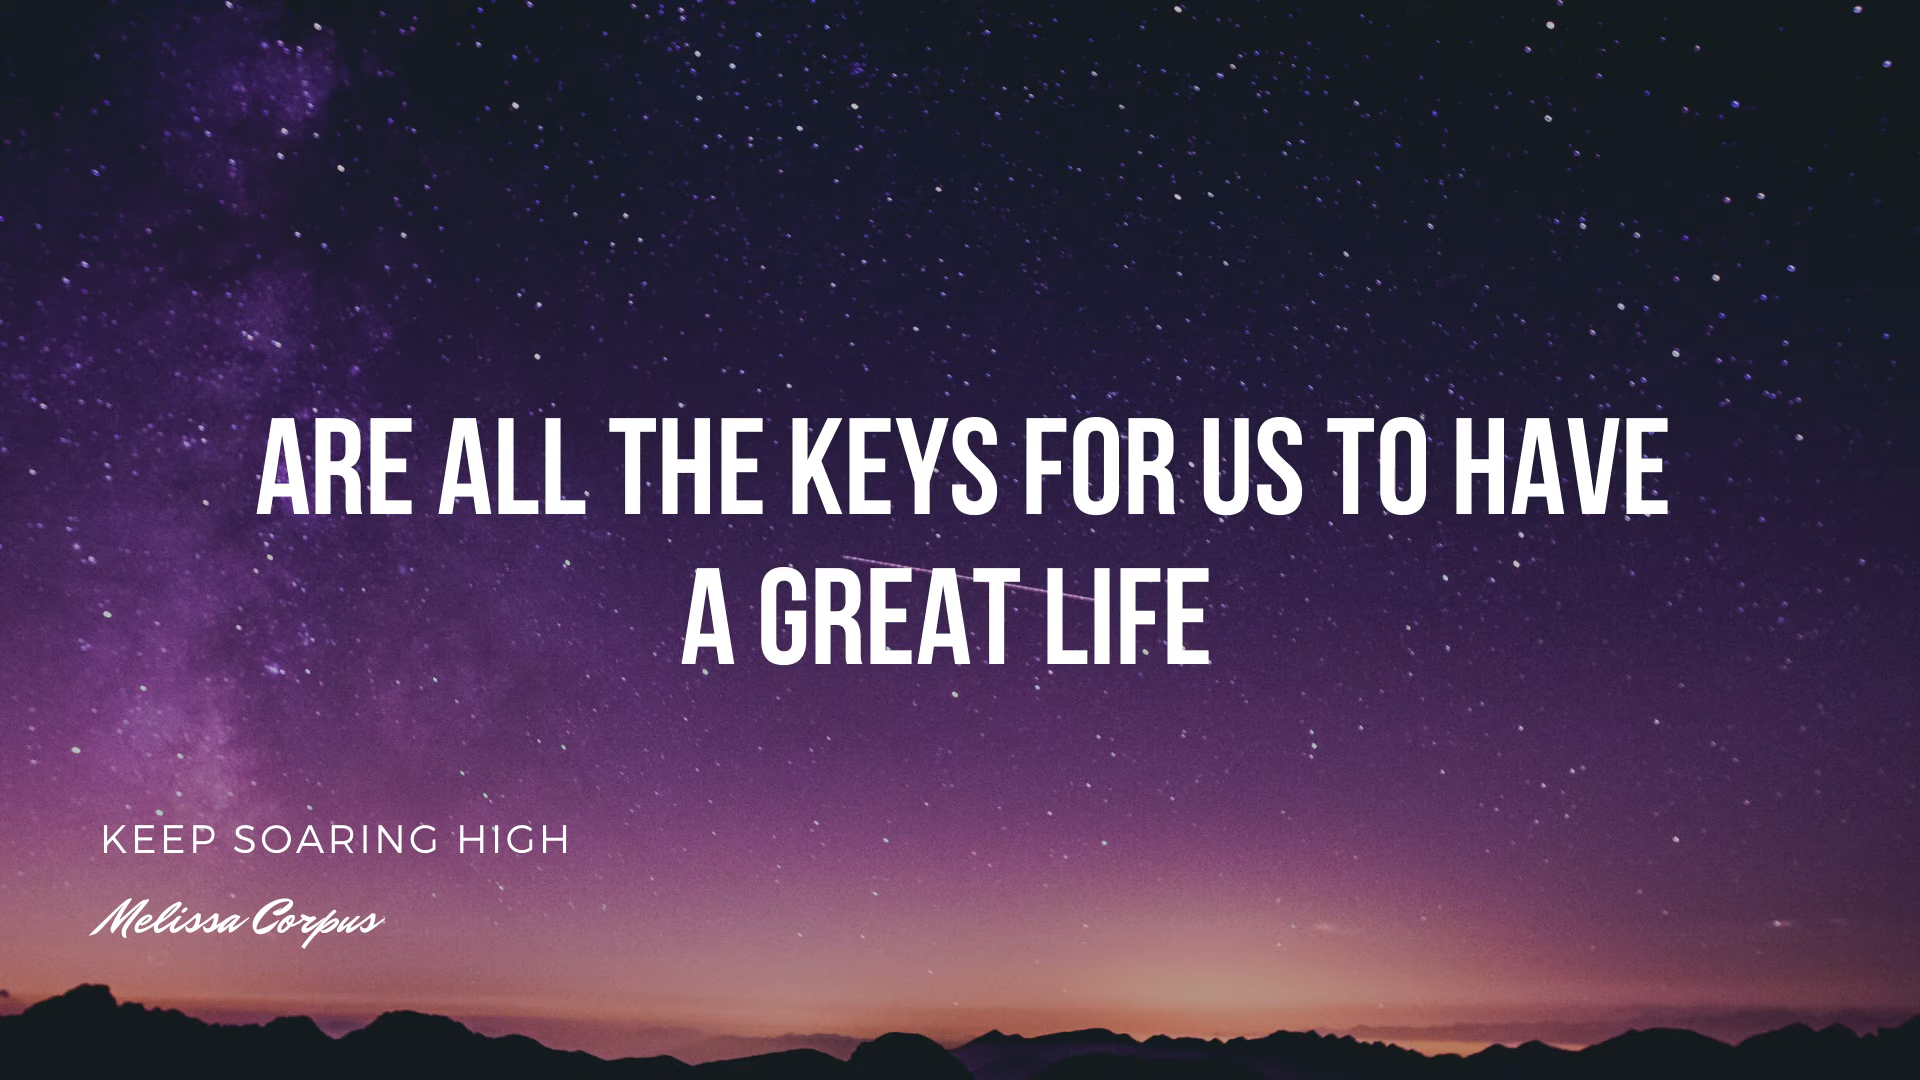 ARE ALL THE KEYS FOR US TO HAVE
A GREAT LIFE
KEEP SOARING HIGH
Melissa Corpus